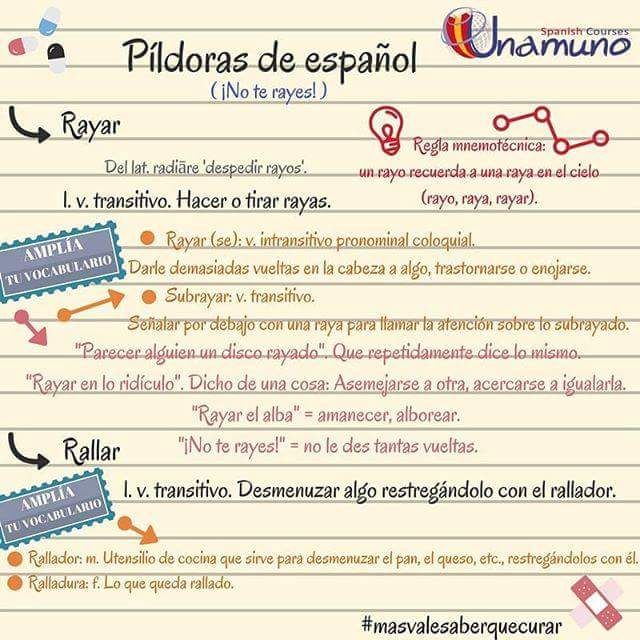 Spanish Courses
Unamuno
Píldoras de español
( ¡No te rayes! )
Rayar
Del lat. radiāre 'despedir rayos'.
1. v. transitivo. Hacer o tirar rayas.
Regla mnemotécnica:
un rayo recuerda a una raya en el cielo
(rayo, raya, rayar).
AMPLÍA
TU VOCABULARIO
Rayar (se): v. intransitivo pronominal coloquial.
Darle demasiadas vueltas en la cabeza a algo, trastornarse o enojarse.
Subrayar: v. transitivo.
Señalar por debajo con una raya para llamar la atención sobre lo subrayado.
"Parecer alguien un disco rayado". Que repetidamente dice lo mismo.
"Rayar en lo ridículo". Dicho de una cosa: Asemejarse a otra, acercarse a igualarla.
"Rayar el alba" = amanecer, alborear.
"¡No te rayes!" = no le des tantas vueltas.
Rallar
1. v. transitivo. Desmenuzar algo restregándolo con el rallador.
AMPLÍA
TU VOCABULARIO
Rallador: m. Utensilio de cocina que sirve para desmenuzar el pan, el queso, etc., restregándolos con él.
Ralladura: f. Lo que queda rallado.
#masvalesaberquecurar